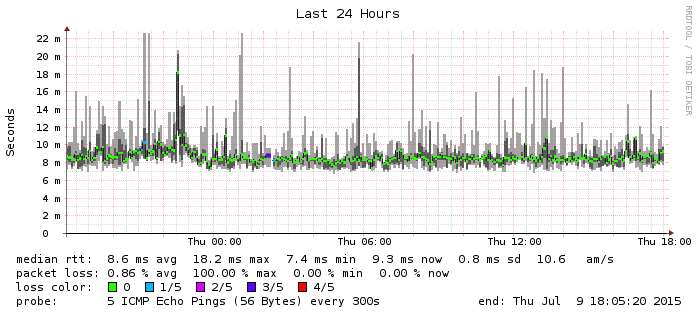 Last 24 Hours
RRDTOOL / TOBI OETIKER
Seconds
22 m
20 m
18 m
16 m
14 m
12 m
10 m
8 m
6 m
4 m
2 m
0
Thu 00:00 Thu 06:00 Thu 12:00 Thu 18:00
median rtt: 8.6 ms avg 18.2 ms max 7.4 ms min 9.3 ms now 0.8 ms sd 10.6 am/s
packet loss: 0.86 % avg 100.00 % max 0.00 % min 0.00 % now
loss color: 0 1/5 2/5 3/5 4/5
probe: 5 ICMP Echo Pings (56 Bytes) every 300s end: Thu Jul 9 18:05:20 2015